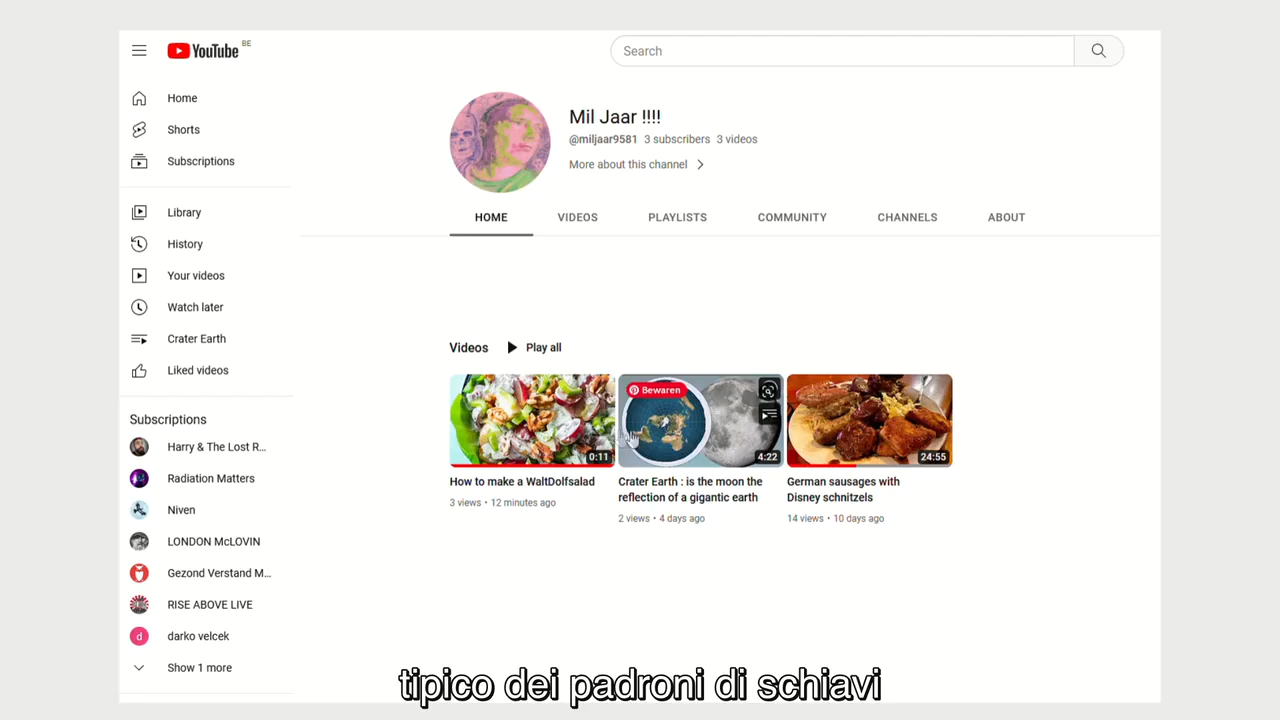 YouTube BE
Search
Home
Shorts
Subscriptions
Library
History
Your videos
Watch later
Crater Earth
Liked videos
Subscriptions
Harry & The Lost R...
Radiation Matters
Niven
LONDON McLOVIN
Gezond Verstand M...
RISE ABOVE LIVE
d
darko velcek
Show 1 more
Mil Jaar !!!!
@miljaar9581 3 subscribers 3 videos
More about this channel
HOME VIDEOS PLAYLISTS COMMUNITY CHANNELS ABOUT
Videos Play all
0:11
How to make a WaltDolfsalad
3 views • 12 minutes ago
Bewaren
4:22
Crater Earth : is the moon the
reflection of a gigantic earth
2 views • 4 days ago
24:55
German sausages with
Disney schnitzels
14 views • 10 days ago
tipico dei padroni di schiavi